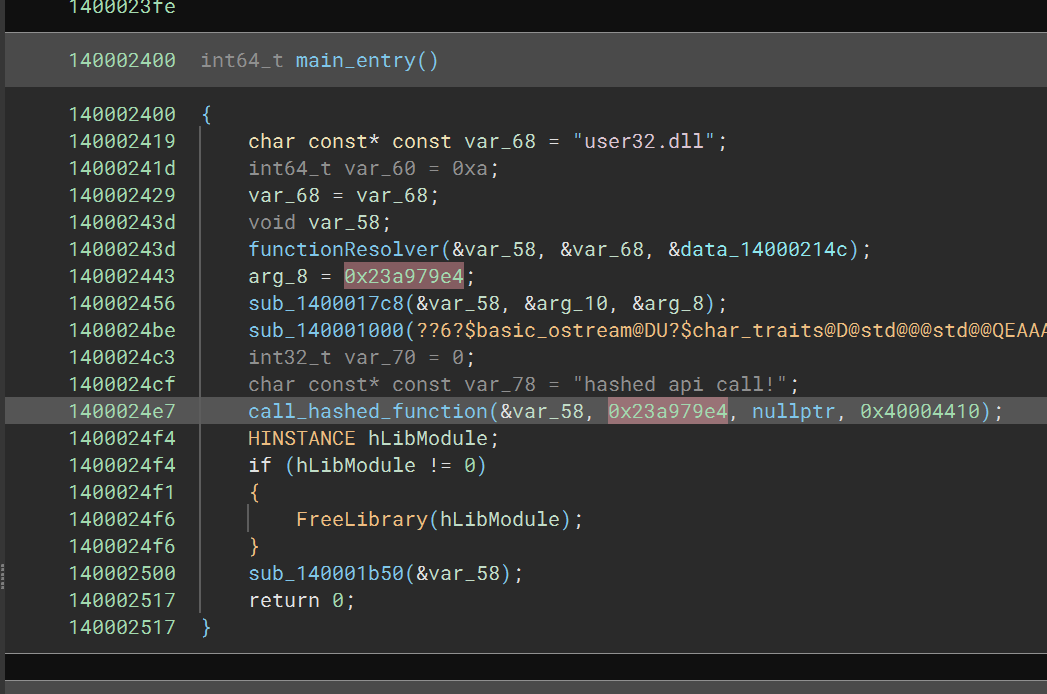 1400023fe
140002400 int64_t main_entry()
140002400 {
140002419 char const* const var_68 = "user32.dll";
14000241d int64_t var_60 = 0xa;
140002429 var_68 = var_68;
14000243d void var_58;
14000243d functionResolver(&var_58, &var_68, &data_14000214c);
140002443 arg_8 = 0x23a979e4;
140002456 sub_1400017c8(&var_58, &arg_10, &arg_8);
1400024be sub_140001000(??6?$basic_ostream@DU?$char_traits@D@std@@@std@@QEAAA
1400024c3 int32_t var_70 = 0;
1400024cf char const* const var_78 = "hashed api call!";
1400024e7 call_hashed_function(&var_58, 0x23a979e4, nullptr, 0x40004410);
1400024f4 HINSTANCE hLibModule;
1400024f4 if (hLibModule != 0)
1400024f1 {
1400024f6 FreeLibrary(hLibModule);
1400024f6 }
140002500 sub_140001b50(&var_58);
140002517 return 0;
140002517 }